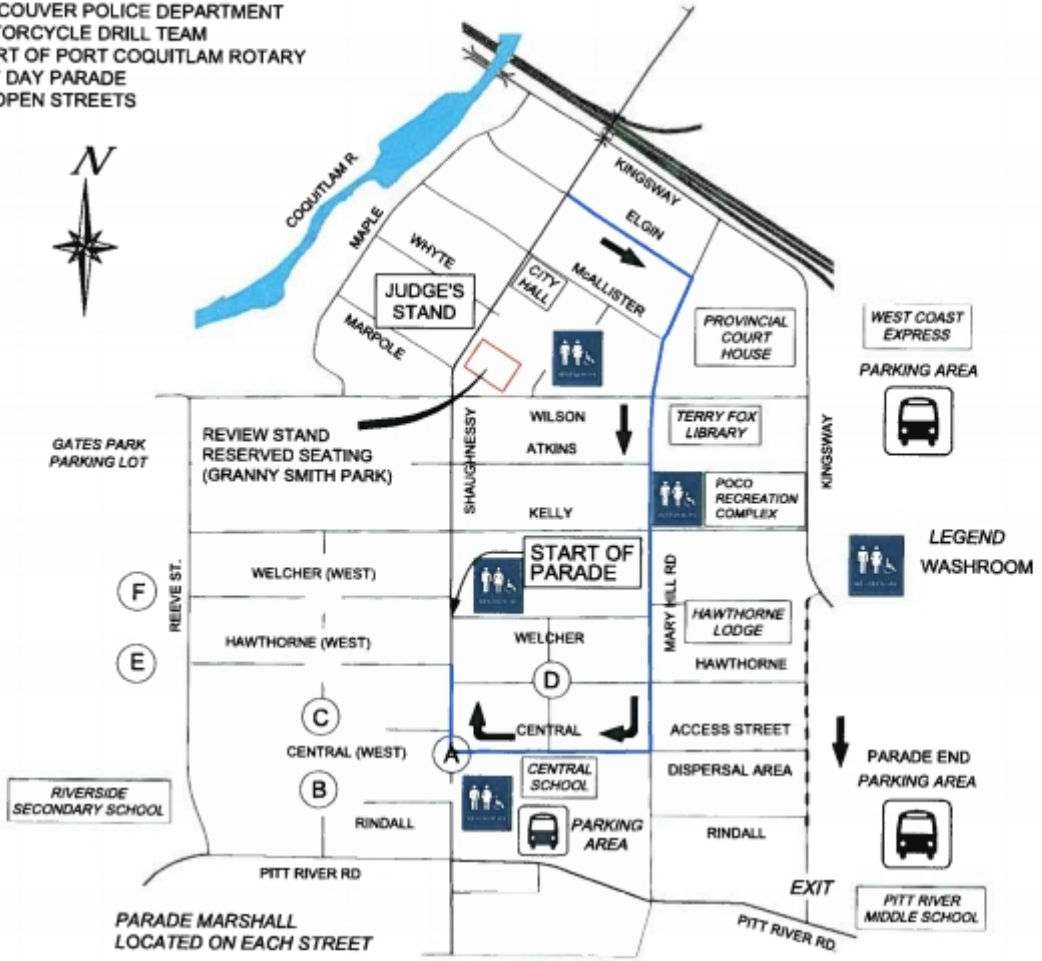 COUVER POLICE DEPARTMENT
TORCYCLE DRILL TEAM
RT OF PORT COQUITLAM ROTARY
DAY PARADE
OPEN STREETS
N
COQUITLAM R.
KINGSWAY
ELGIN
MAPLE
WHYTE
CITY
HALL
McALLISTER
JUDGE'S
STAND
MARPOLE
PROVINCIAL
COURT
HOUSE
WEST COAST
EXPRESS
PARKING AREA
GATES PARK
PARKING LOT
REVIEW STAND
RESERVED SEATING
(GRANNY SMITH PARK)
SHAUGHNESSY
WILSON
ATKINS
TERRY FOX
LIBRARY
KINGSWAY
POCO
RECREATION
COMPLEX
KELLY
LEGEND
WASHROOM
START OF
PARADE
WELCHER (WEST)
F
REEVE ST.
MARY HILL RD
HAWTHORNE
LODGE
HAWTHORNE (WEST)
WELCHER
E
HAWTHORNE
D
C
CENTRAL
ACCESS STREET
CENTRAL (WEST)
A
PARADE END
PARKING AREA
CENTRAL
SCHOOL
DISPERSAL AREA
B
RIVERSIDE
SECONDARY SCHOOL
RINDALL
PARKING
AREA
RINDALL
PITT RIVER RD
EXIT
PITT RIVER
MIDDLE SCHOOL
PARADE MARSHALL
LOCATED ON EACH STREET
PITT RIVER RD.